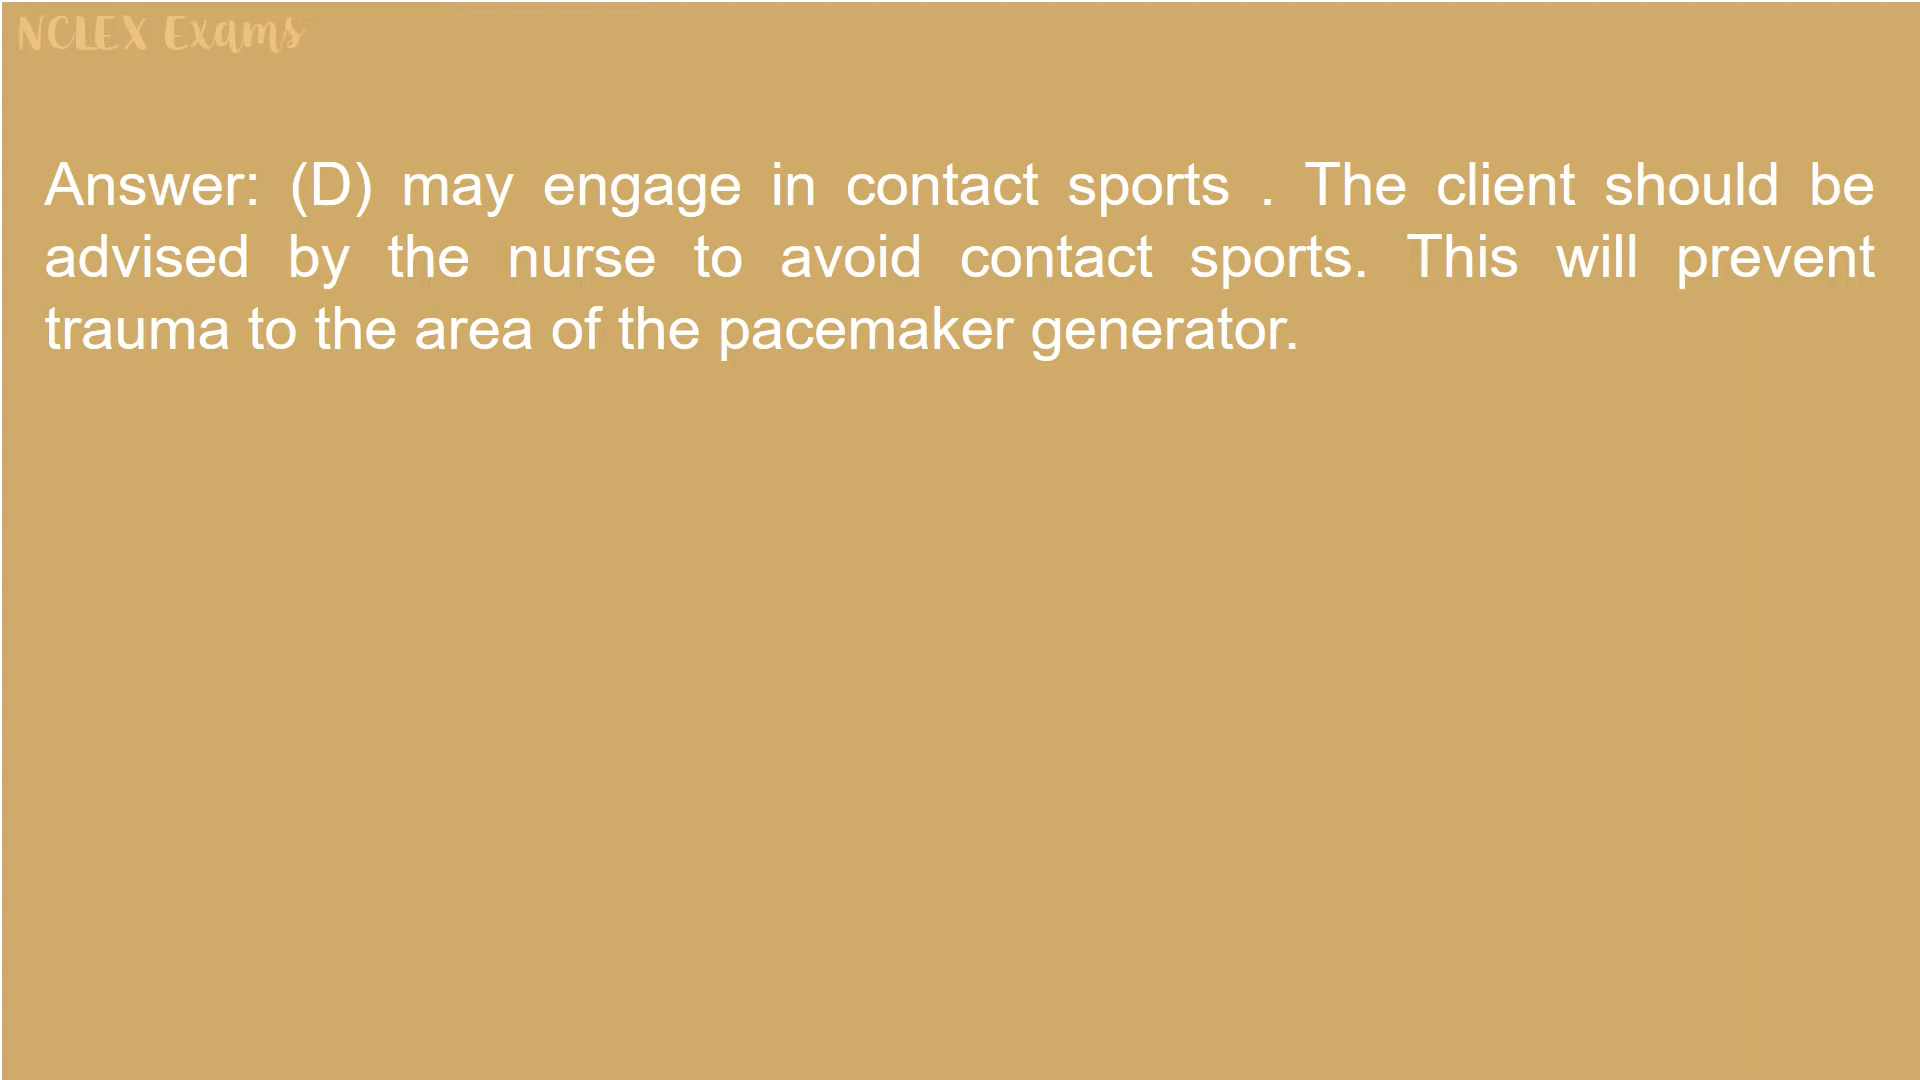 NCLEX Exams
Answer: (D) may engage in contact sports . The client should be
advised by the nurse to avoid contact sports. This will prevent
trauma to the area of the pacemaker generator.